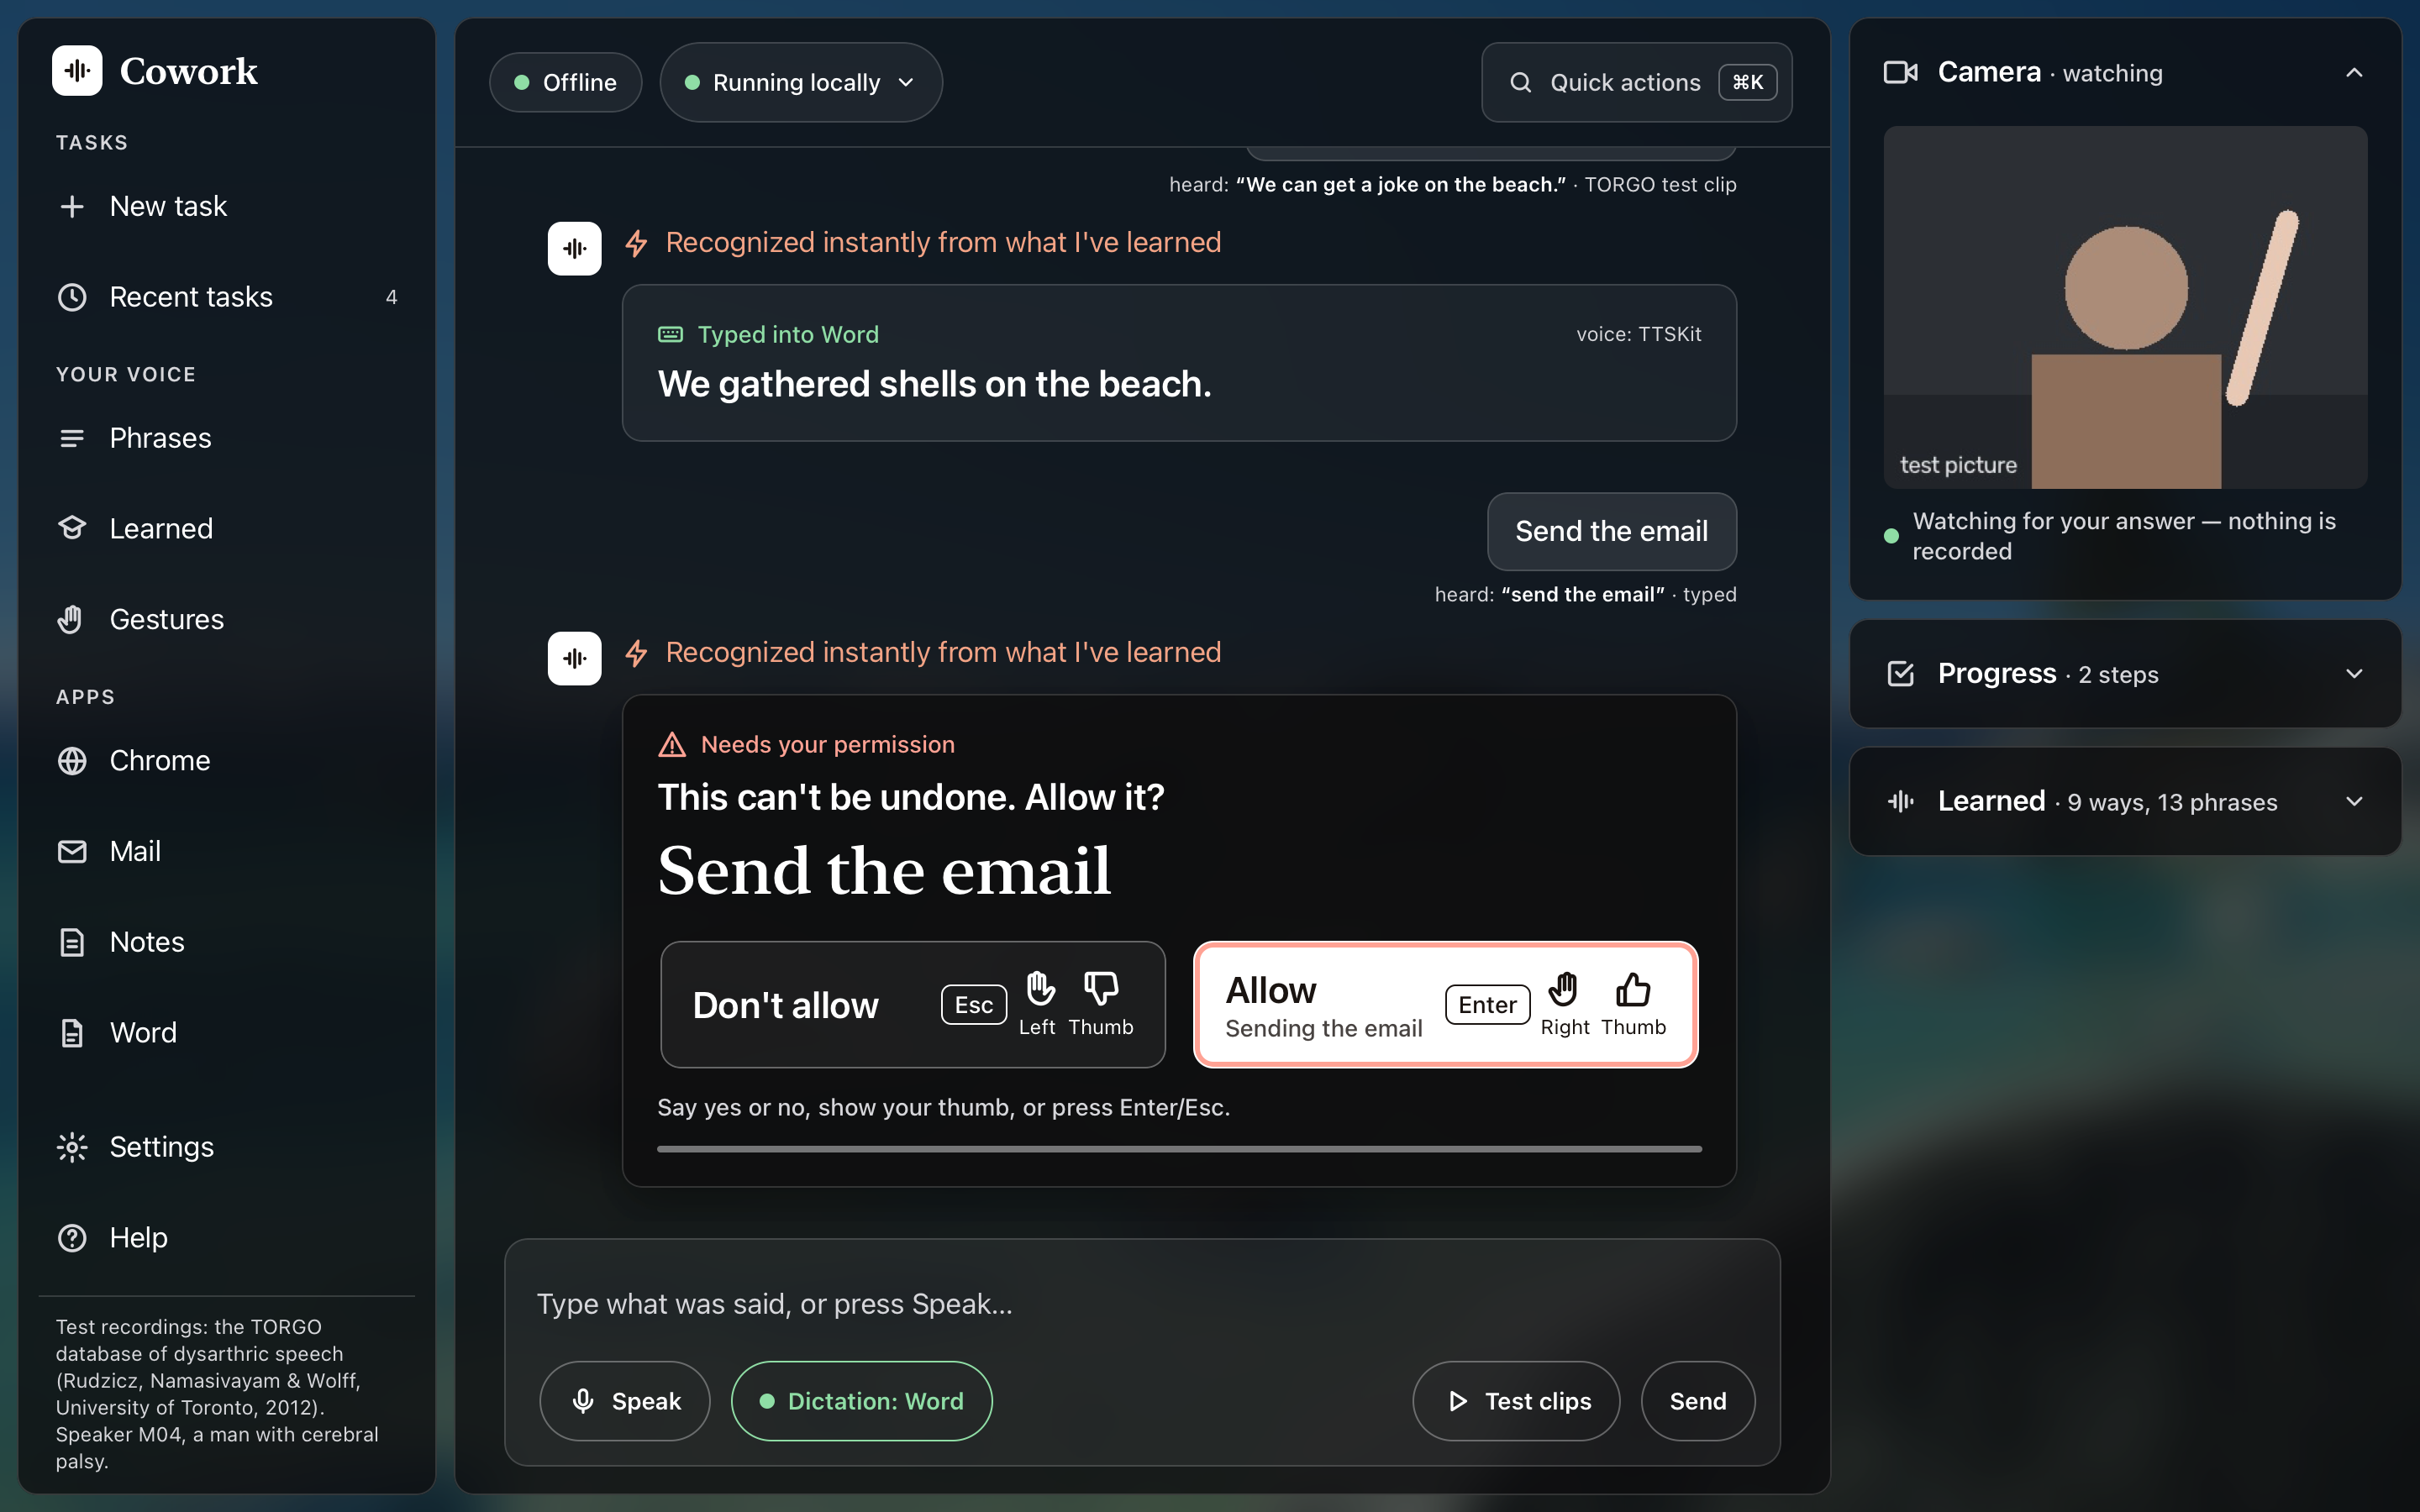 Cowork
TASKS
New task
Recent tasks 4
YOUR VOICE
Phrases
Learned
Gestures
APPS
Chrome
Mail
Notes
Word
Settings
Help
Test recordings: the TORGO
database of dysarthric speech
(Rudzicz, Namasivayam & Wolff,
University of Toronto, 2012).
Speaker M04, a man with cerebral
palsy.
Offline
Running locally
Quick actions ⌘K
heard: “We can get a joke on the beach.” · TORGO test clip
Recognized instantly from what I've learned
Typed into Word voice: TTSKit
We gathered shells on the beach.
Send the email
heard: “send the email” · typed
Recognized instantly from what I've learned
Needs your permission
This can't be undone. Allow it?
Send the email
Don't allow Esc Left Thumb
Allow
Sending the email Enter Right Thumb
Say yes or no, show your thumb, or press Enter/Esc.
Type what was said, or press Speak...
Speak Dictation: Word Test clips Send
Camera · watching
test picture
Watching for your answer — nothing is
recorded
Progress · 2 steps
Learned · 9 ways, 13 phrases